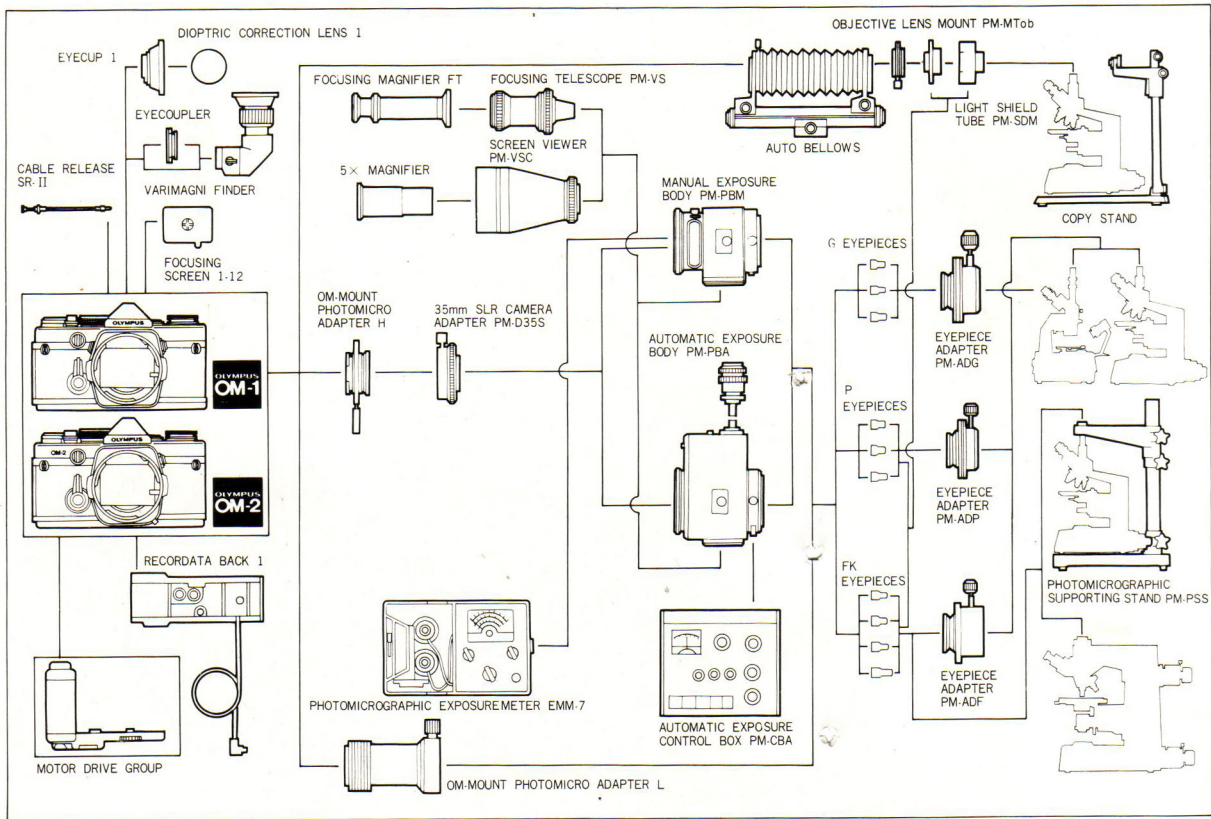 DIOPTRIC CORRECTION LENS 1
EYECUP 1
EYECOUPLER
CABLE RELEASE
SR-II
VARIMAGNI FINDER
FOCUSING
SCREEN 1-12
OLYMPUS
OLYMPUS
OM-1
OLYMPUS
OM-2
OLYMPUS
OM-2
RECORDATA BACK 1
MOTOR DRIVE GROUP
FOCUSING MAGNIFIER FT
FOCUSING TELESCOPE PM-VS
SCREEN VIEWER
PM-VSC
5× MAGNIFIER
OM-MOUNT
PHOTOMICRO
ADAPTER H
35mm SLR CAMERA
ADAPTER PM-D35S
PHOTOMICROGRAPHIC EXPOSUREMETER EMM-7
OM-MOUNT PHOTOMICRO ADAPTER L
OBJECTIVE LENS MOUNT PM-MTob
AUTO BELLOWS
LIGHT SHIELD
TUBE PM-SDM
COPY STAND
MANUAL EXPOSURE
BODY PM-PBM
AUTOMATIC EXPOSURE
BODY PM-PBA
AUTOMATIC EXPOSURE
CONTROL BOX PM-CBA
G EYEPIECES
EYEPIECE
ADAPTER
PM-ADG
P
EYEPIECES
EYEPIECE
ADAPTER
PM-ADP
FK
EYEPIECES
EYEPIECE
ADAPTER
PM-ADF
PHOTOMICROGRAPHIC
SUPPORTING STAND PM-PSS